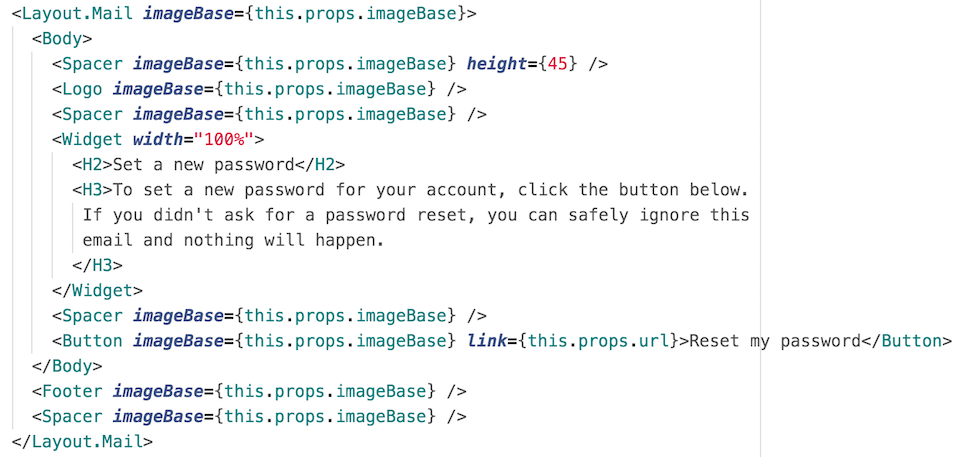 <Layout.Mail imageBase={this.props.imageBase}>
  <Body>
    <Spacer imageBase={this.props.imageBase} height={45} />
    <Logo imageBase={this.props.imageBase} />
    <Spacer imageBase={this.props.imageBase} />
    <Widget width="100%">
      <H2>Set a new password</H2>
      <H3>To set a new password for your account, click the button below.
       If you didn't ask for a password reset, you can safely ignore this
       email and nothing will happen.
      </H3>
    </Widget>
    <Spacer imageBase={this.props.imageBase} />
    <Button imageBase={this.props.imageBase} link={this.props.url}>Reset my password</Button>
  </Body>
  <Footer imageBase={this.props.imageBase} />
  <Spacer imageBase={this.props.imageBase} />
</Layout.Mail>